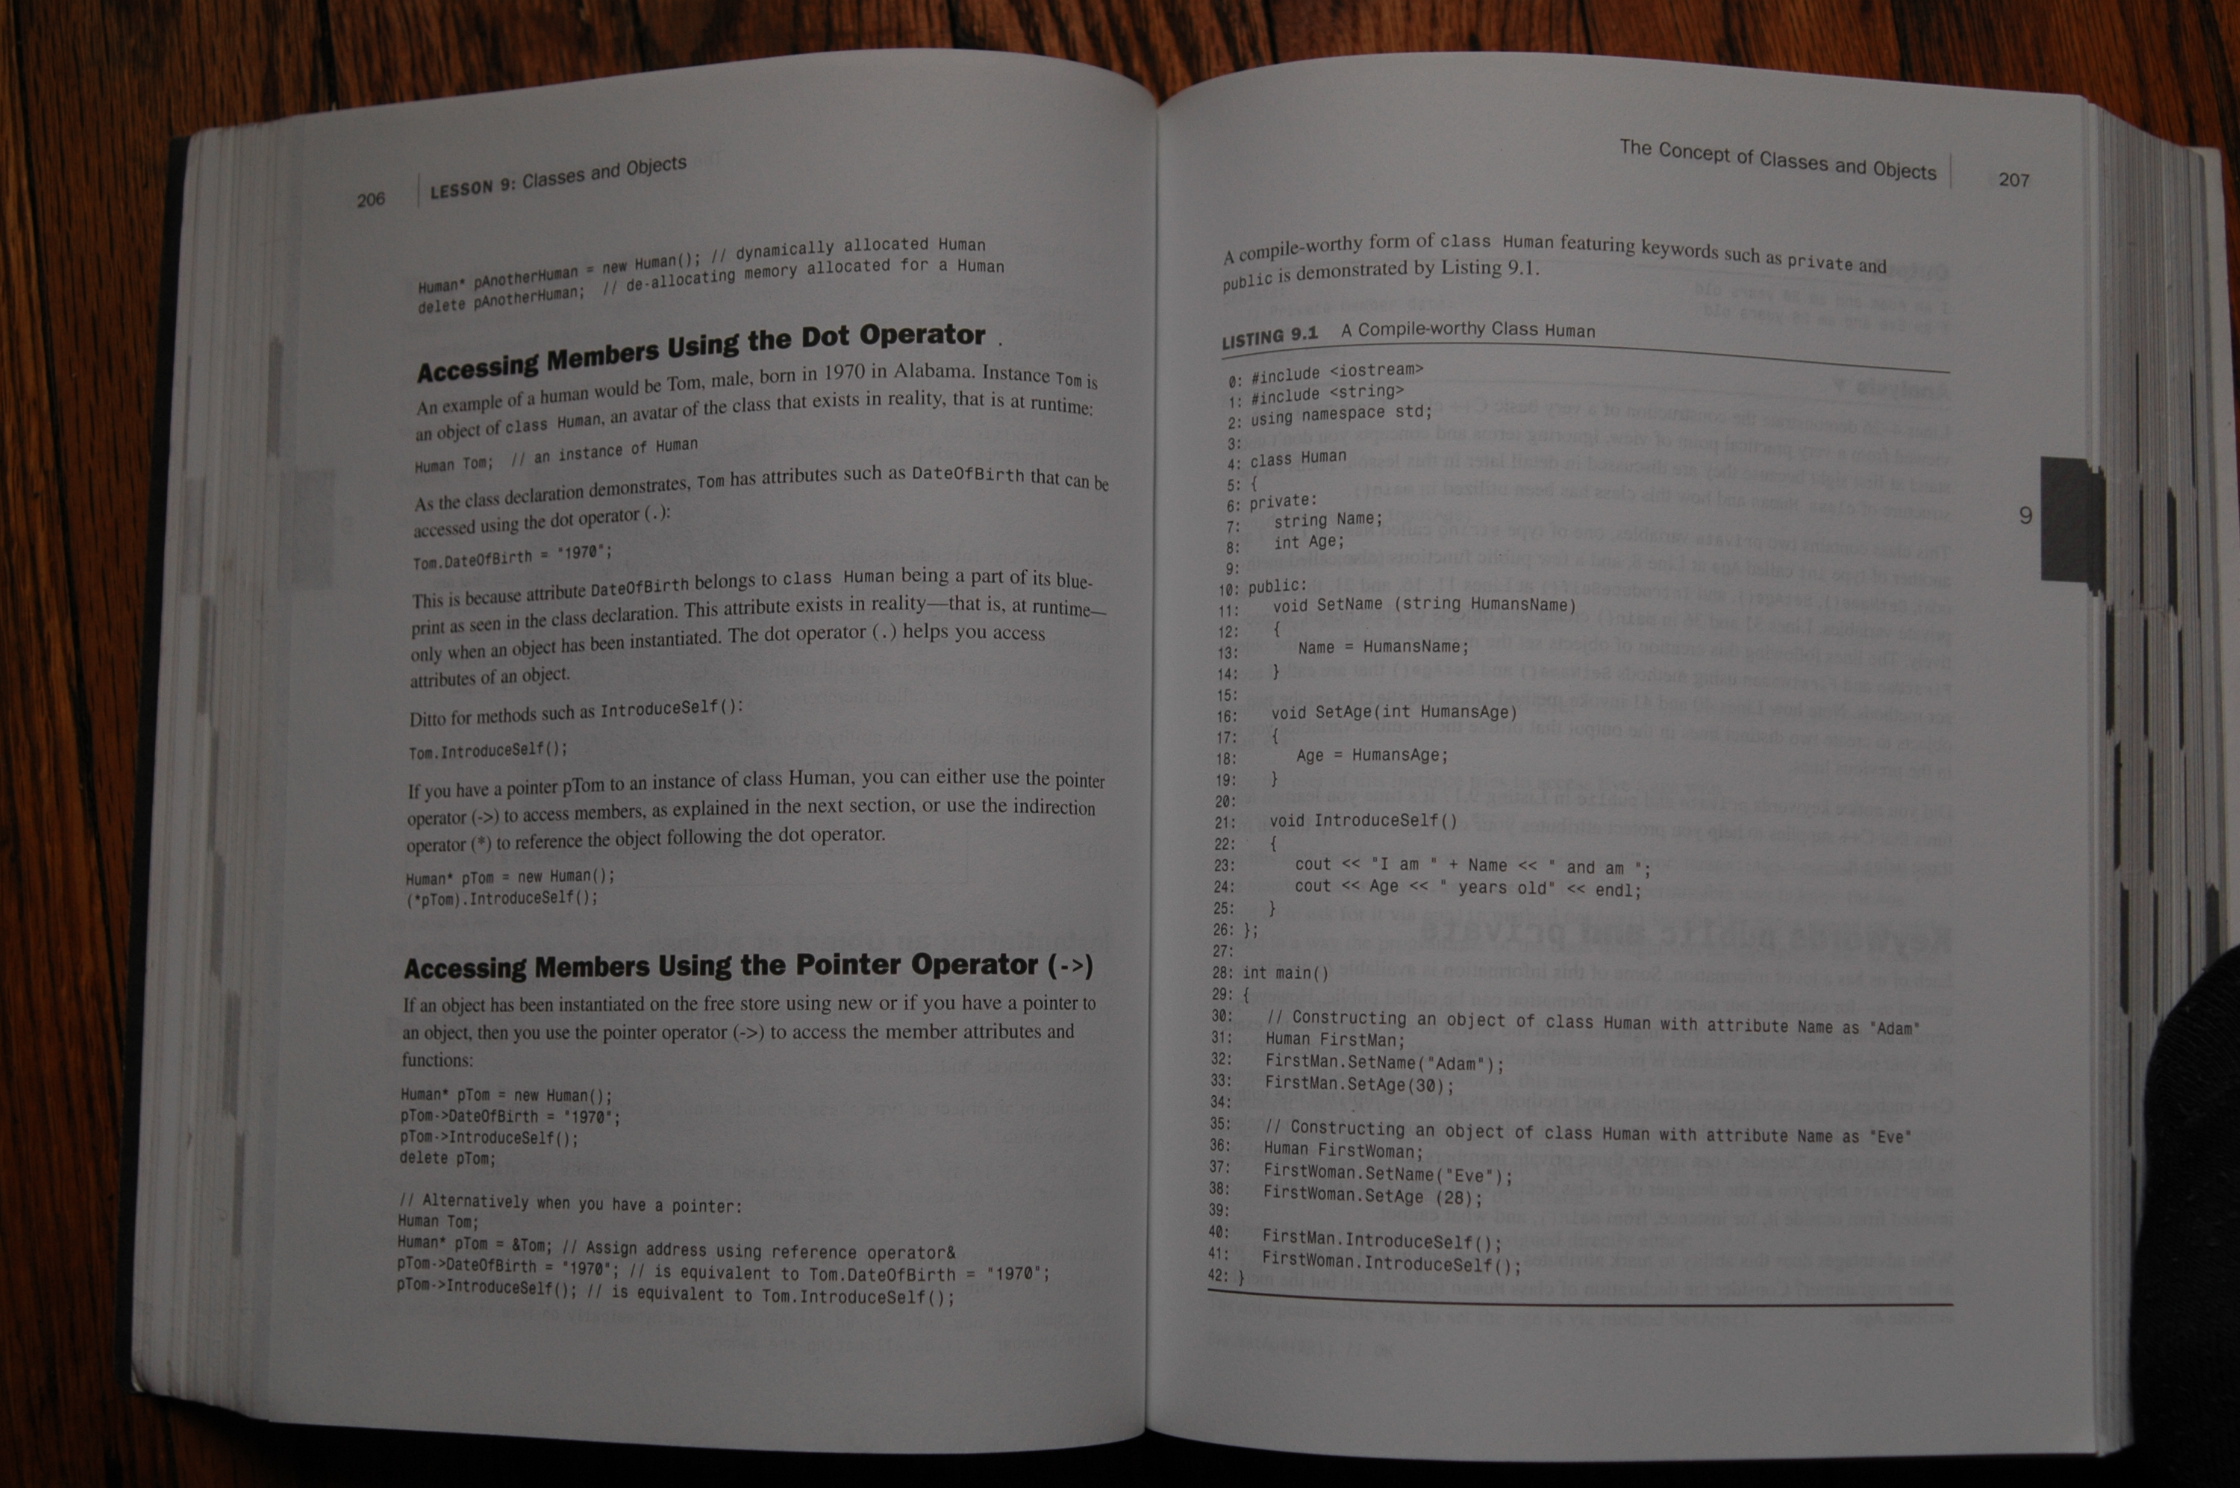 206 LESSON 9: Classes and Objects
Human* pAnotherHuman = new Human(); // dynamically allocated Human
delete pAnotherHuman;  // de-allocating memory allocated for a Human
Accessing Members Using the Dot Operator
An example of a human would be Tom, male, born in 1970 in Alabama. Instance Tom is
an object of class Human, an avatar of the class that exists in reality, that is at runtime:
Human Tom;  // an instance of Human
As the class declaration demonstrates, Tom has attributes such as DateOfBirth that can be
accessed using the dot operator (.):
Tom.DateOfBirth = "1970";
This is because attribute DateOfBirth belongs to class Human being a part of its blue-
print as seen in the class declaration. This attribute exists in reality—that is, at runtime—
only when an object has been instantiated. The dot operator (.) helps you access
attributes of an object.
Ditto for methods such as IntroduceSelf():
Tom.IntroduceSelf();
If you have a pointer pTom to an instance of class Human, you can either use the pointer
operator (->) to access members, as explained in the next section, or use the indirection
operator (*) to reference the object following the dot operator.
Human* pTom = new Human();
(*pTom).IntroduceSelf();
Accessing Members Using the Pointer Operator (->)
If an object has been instantiated on the free store using new or if you have a pointer to
an object, then you use the pointer operator (->) to access the member attributes and
functions:
Human* pTom = new Human();
pTom->DateOfBirth = "1970";
pTom->IntroduceSelf();
delete pTom;
// Alternatively when you have a pointer:
Human Tom;
Human* pTom = &Tom; // Assign address using reference operator&
pTom->DateOfBirth = "1970"; // is equivalent to Tom.DateOfBirth = "1970";
pTom->IntroduceSelf(); // is equivalent to Tom.IntroduceSelf();
The Concept of Classes and Objects 207
A compile-worthy form of class Human featuring keywords such as private and
public is demonstrated by Listing 9.1.
LISTING 9.1 A Compile-worthy Class Human
0: #include <iostream>
1: #include <string>
2: using namespace std;
3:
4: class Human
5: {
6: private:
7:    string Name;
8:    int Age;
9:
10: public:
11:    void SetName (string HumansName)
12:    {
13:       Name = HumansName;
14:    }
15:
16:    void SetAge(int HumansAge)
17:    {
18:       Age = HumansAge;
19:    }
20:
21:    void IntroduceSelf()
22:    {
23:       cout << "I am " + Name << " and am ";
24:       cout << Age << " years old" << endl;
25:    }
26: };
27:
28: int main()
29: {
30:    // Constructing an object of class Human with attribute Name as "Adam"
31:    Human FirstMan;
32:    FirstMan.SetName("Adam");
33:    FirstMan.SetAge(30);
34:
35:    // Constructing an object of class Human with attribute Name as "Eve"
36:    Human FirstWoman;
37:    FirstWoman.SetName("Eve");
38:    FirstWoman.SetAge (28);
39:
40:    FirstMan.IntroduceSelf();
41:    FirstWoman.IntroduceSelf();
42: }
9